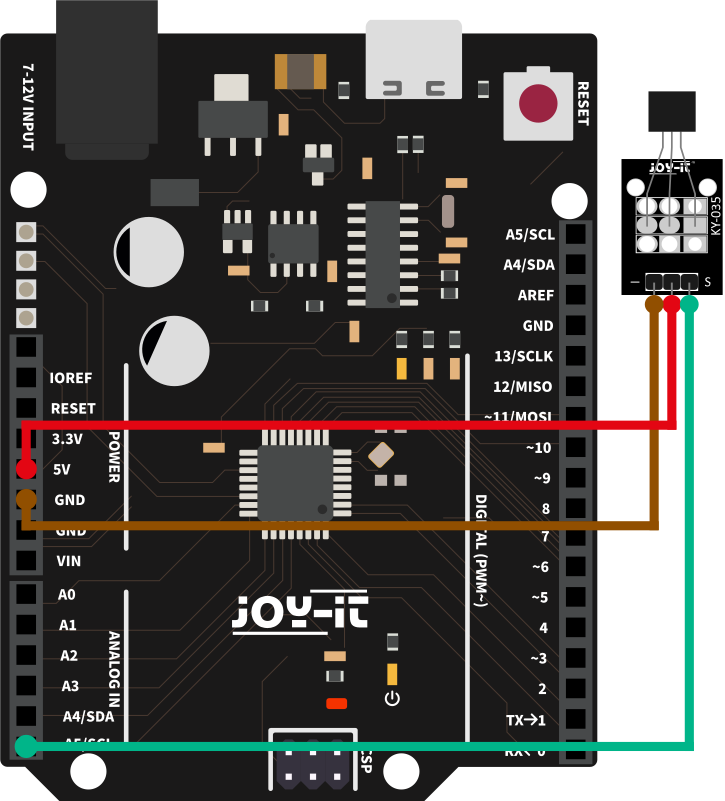 7-12V INPUT
RESET
JOY-iT
KY-035
S
IOREF
RESET
3.3V
5V
GND
GND
VIN
POWER
A0
A1
A2
A3
A4/SDA
A5/SCL
ANALOG IN
A5/SCL
A4/SDA
AREF
GND
13/SCLK
12/MISO
~11/MOSI
~10
~9
8
7
~6
~5
4
~3
2
TX→1
RX← 0
DIGITAL (PWM~)
JOY-iT